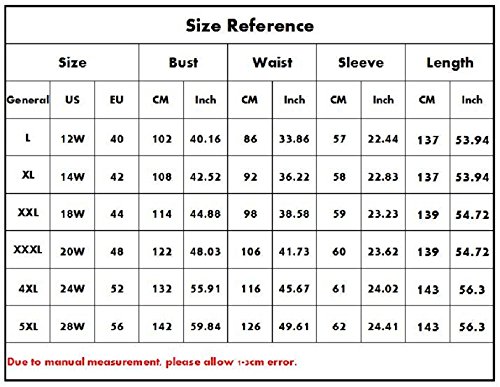 Size Reference
Size Bust Waist Sleeve Length
General US EU CM Inch CM Inch CM Inch CM Inch
L 12W 40 102 40.16 86 33.86 57 22.44 137 53.94
XL 14W 42 108 42.52 92 36.22 58 22.83 137 53.94
XXL 18W 44 114 44.88 98 38.58 59 23.23 139 54.72
XXXL 20W 48 122 48.03 106 41.73 60 23.62 139 54.72
4XL 24W 52 132 55.91 116 45.67 61 24.02 143 56.3
5XL 28W 56 142 59.84 126 49.61 62 24.41 143 56.3
Due to manual measurement, please allow 1-3cm error.